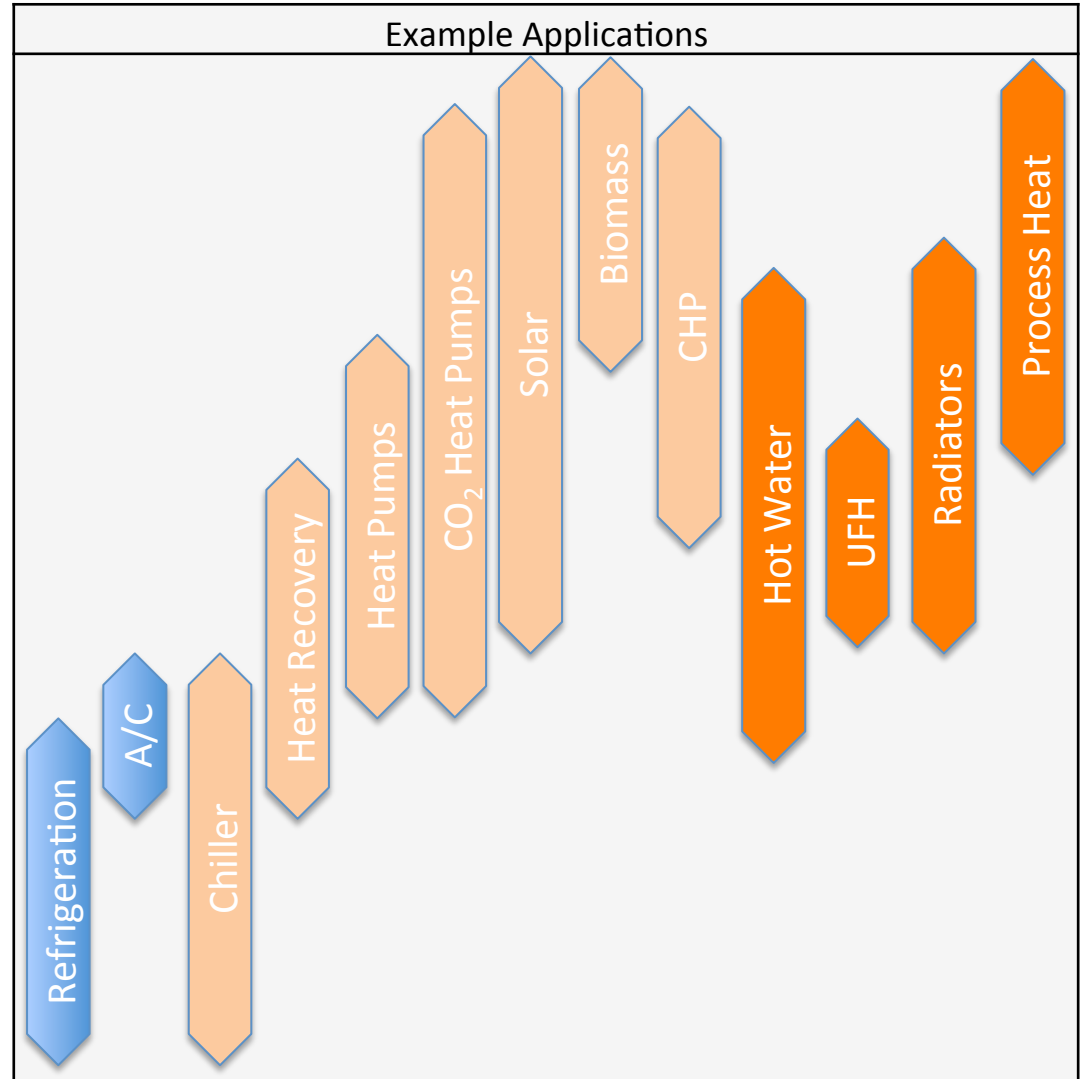 Example Applications
Refrigeration
A/C
Chiller
Heat Recovery
Heat Pumps
CO₂ Heat Pumps
Solar
Biomass
CHP
Hot Water
UFH
Radiators
Process Heat